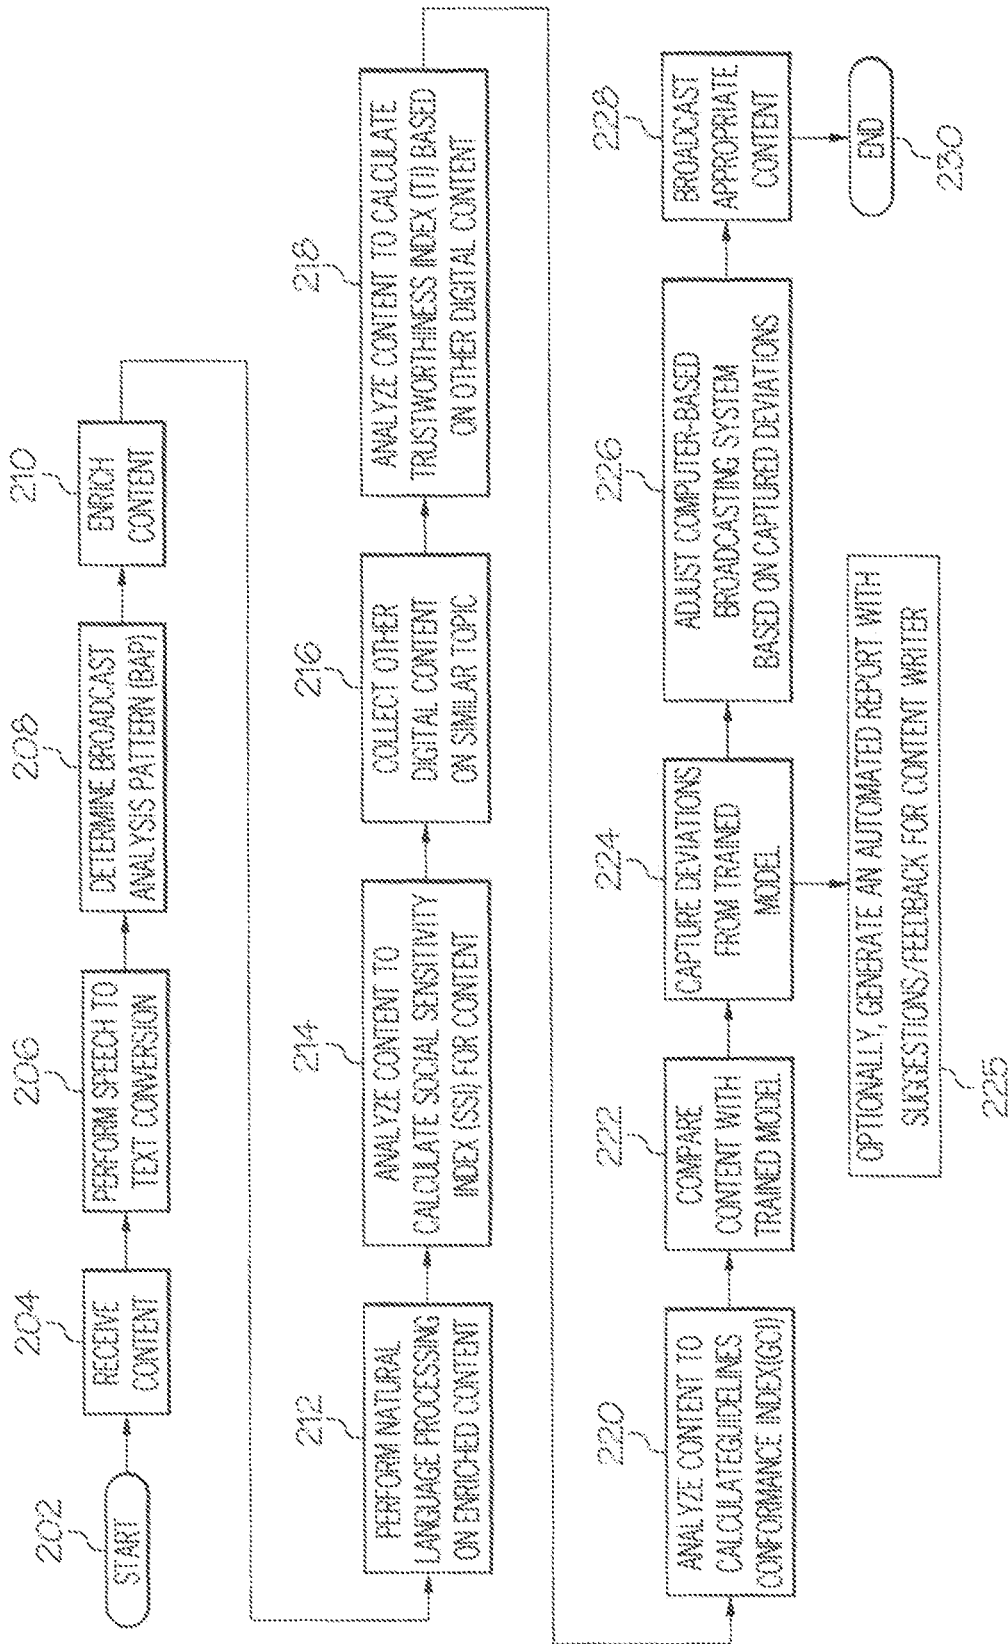 202
START
204
RECEIVE
CONTENT
206
PERFORM SPEECH TO
TEXT CONVERSION
208
DETERMINE BROADCAST
ANALYSIS PATTERN (BAP)
210
ENRICH
CONTENT
212
PERFORM NATURAL
LANGUAGE PROCESSING
ON ENRICHED CONTENT
214
ANALYZE CONTENT TO
CALCULATE SOCIAL SENSITIVITY
INDEX (SSI) FOR CONTENT
216
COLLECT OTHER
DIGITAL CONTENT
ON SIMILAR TOPIC
218
ANALYZE CONTENT TO CALCULATE
TRUSTWORTHINESS INDEX (TI) BASED
ON OTHER DIGITAL CONTENT
220
ANALYZE CONTENT TO
CALCULATEGUIDELINES
CONFORMANCE INDEX(GCI)
222
COMPARE
CONTENT WITH
TRAINED MODEL
224
CAPTURE DEVIATIONS
FROM TRAINED
MODEL
225
OPTIONALLY, GENERATE AN AUTOMATED REPORT WITH
SUGGESTIONS/FEEDBACK FOR CONTENT WRITER
226
ADJUST COMPUTER-BASED
BROADCASTING SYSTEM
BASED ON CAPTURED DEVIATIONS
228
BROADCAST
APPROPRIATE
CONTENT
END
230